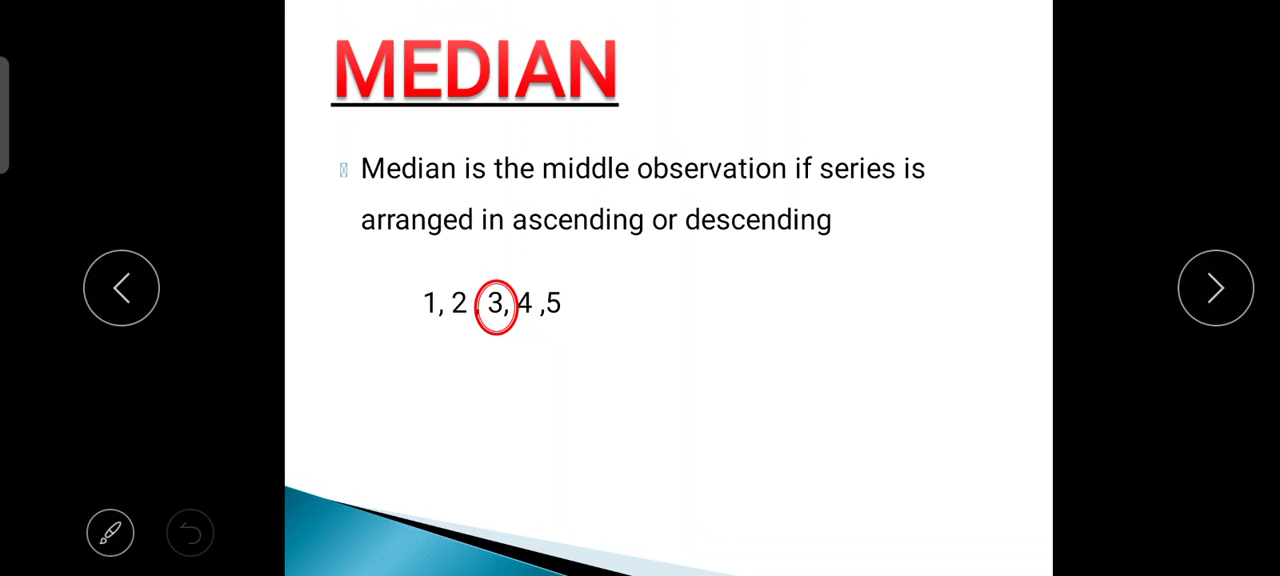 MEDIAN
Median is the middle observation if series is
arranged in ascending or descending
1, 2 , 3, 4 ,5